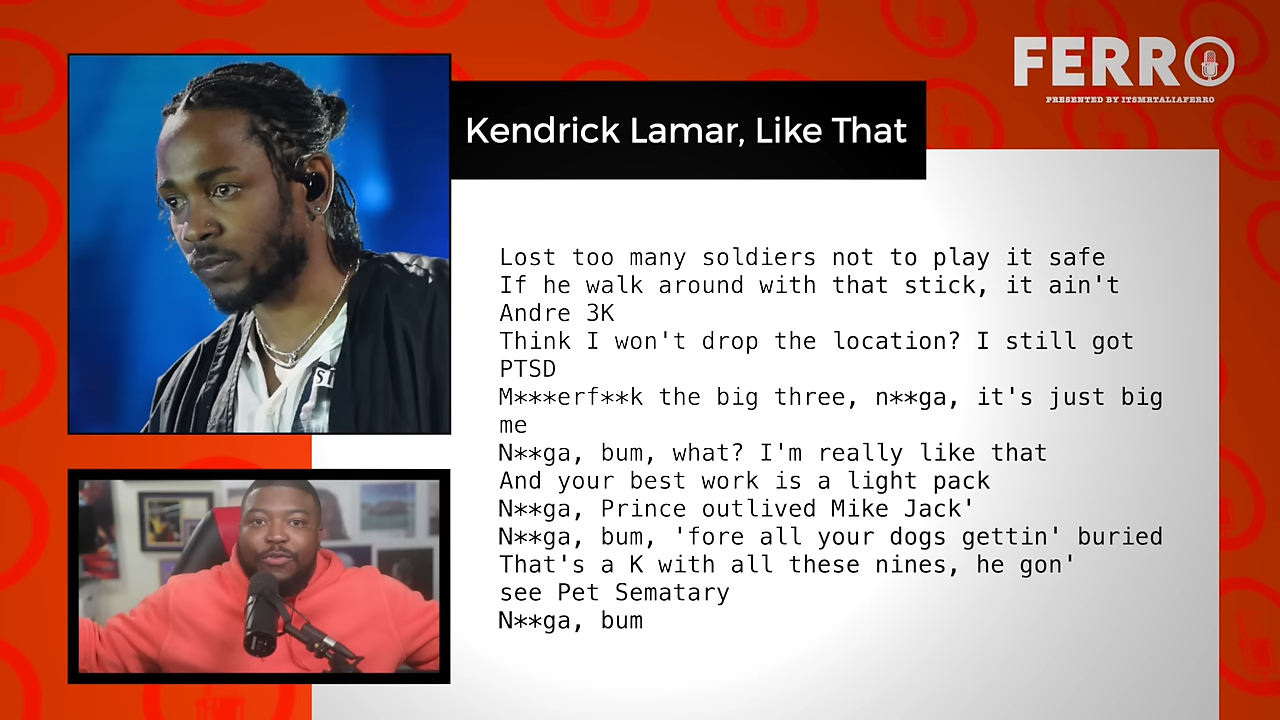 FERRO
PRESENTED BY ITSMRTALIAFERRO
Kendrick Lamar, Like That
Lost too many soldiers not to play it safe
If he walk around with that stick, it ain't
Andre 3K
Think I won't drop the location? I still got
PTSD
M***erf**k the big three, n**ga, it's just big
me
N**ga, bum, what? I'm really like that
And your best work is a light pack
N**ga, Prince outlived Mike Jack'
N**ga, bum, 'fore all your dogs gettin' buried
That's a K with all these nines, he gon'
see Pet Sematary
N**ga, bum